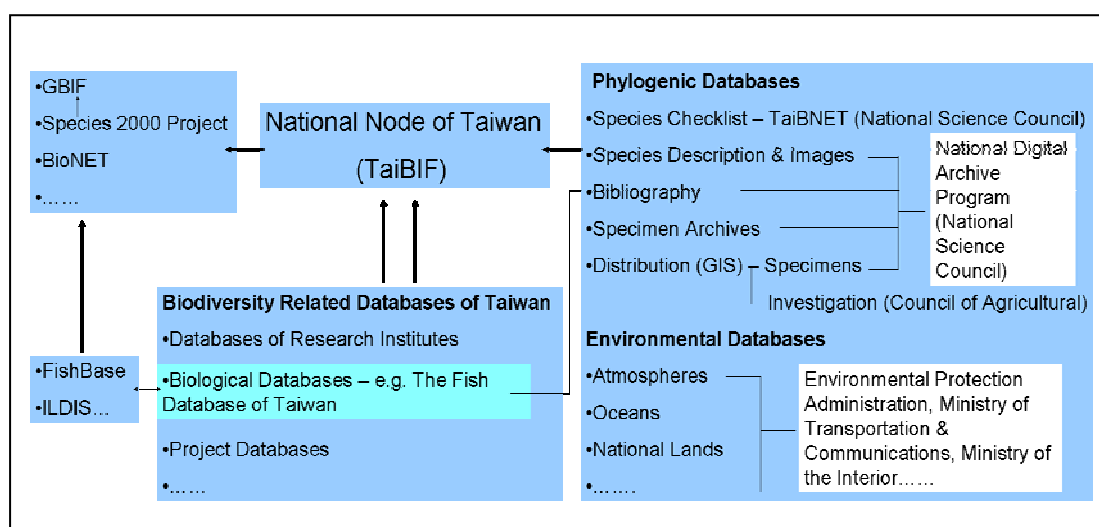 •GBIF
•Species 2000 Project
•BioNET
•……
National Node of Taiwan
(TaiBIF)
Phylogenic Databases
•Species Checklist – TaiBNET (National Science Council)
•Species Description & Images
•Bibliography
•Specimen Archives
•Distribution (GIS) – Specimens
Investigation (Council of Agricultural)
National Digital
Archive
Program
(National
Science
Council)
Environmental Databases
•Atmospheres
•Oceans
•National Lands
•…….
Environmental Protection
Administration, Ministry of
Transportation &
Communications, Ministry of
the Interior……
Biodiversity Related Databases of Taiwan
•Databases of Research Institutes
•Biological Databases – e.g. The Fish
Database of Taiwan
•Project Databases
•……
•FishBase
•ILDIS…